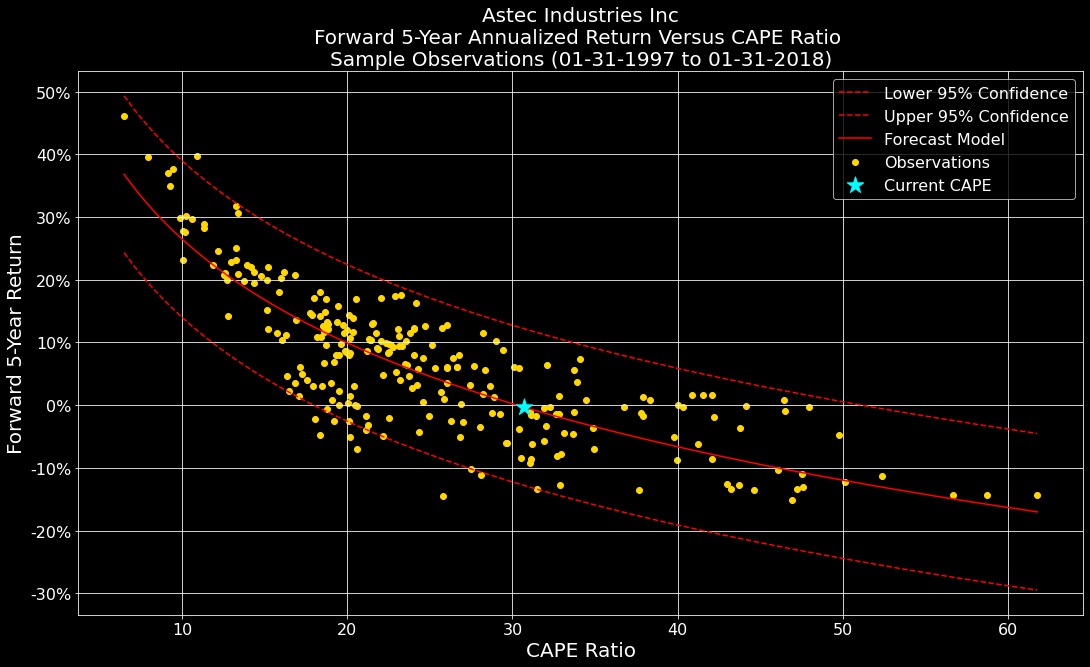 Astec Industries Inc
Forward 5-Year Annualized Return Versus CAPE Ratio
Sample Observations (01-31-1997 to 01-31-2018)
Lower 95% Confidence
Upper 95% Confidence
Forecast Model
Observations
Current CAPE
Forward 5-Year Return
50%
40%
30%
20%
10%
0%
-10%
-20%
-30%
10 20 30 40 50 60
CAPE Ratio